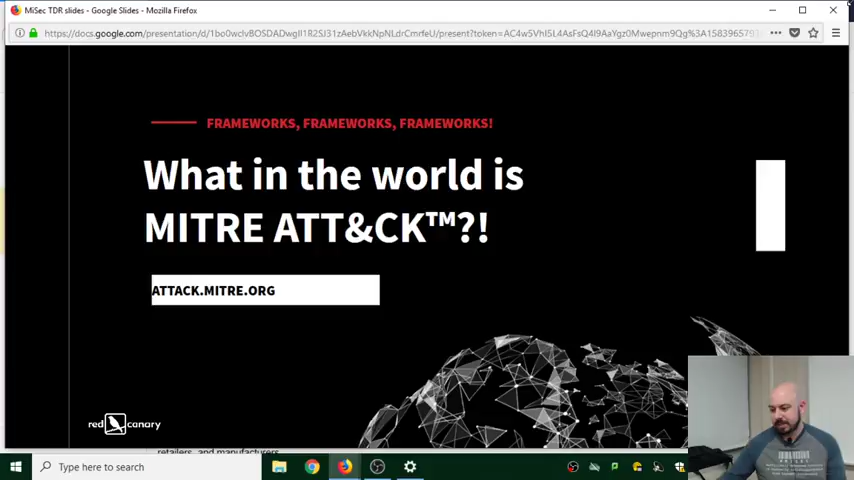 MiSec TDR slides - Google Slides - Mozilla Firefox
FRAMEWORKS, FRAMEWORKS, FRAMEWORKS!
What in the world is
MITRE ATT&CK™?!
ATTACK.MITRE.ORG
red canary
retailers, and manufacturers
Type here to search